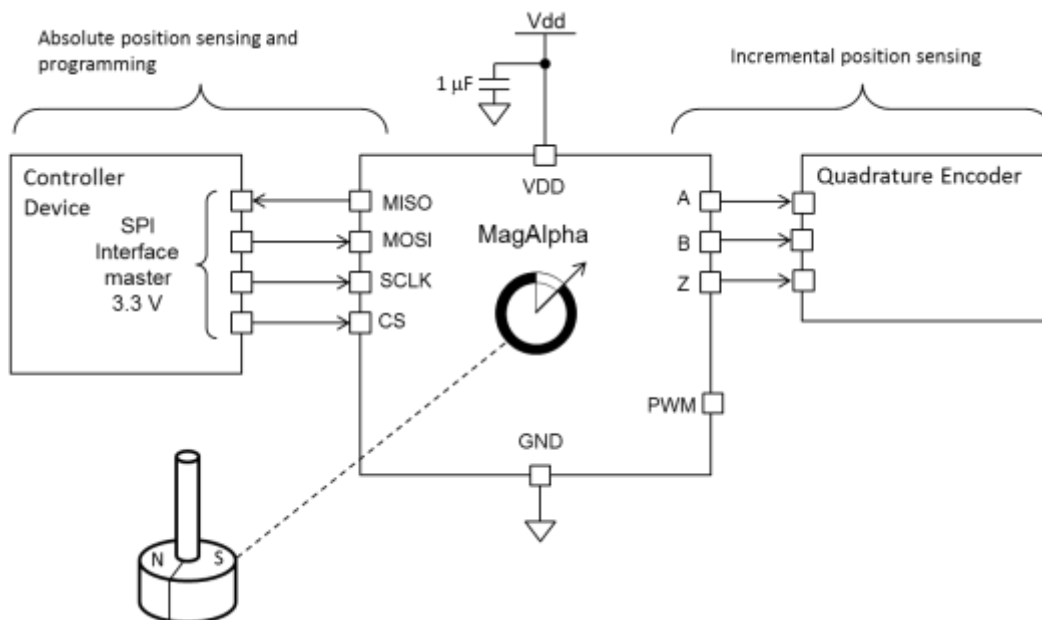 Absolute position sensing and
programming
Vdd
1 µF
Incremental position sensing
Controller
Device
SPI
Interface
master
3.3 V
MISO
MOSI
SCLK
CS
VDD
MagAlpha
A
B
Z
PWM
GND
Quadrature Encoder
N S